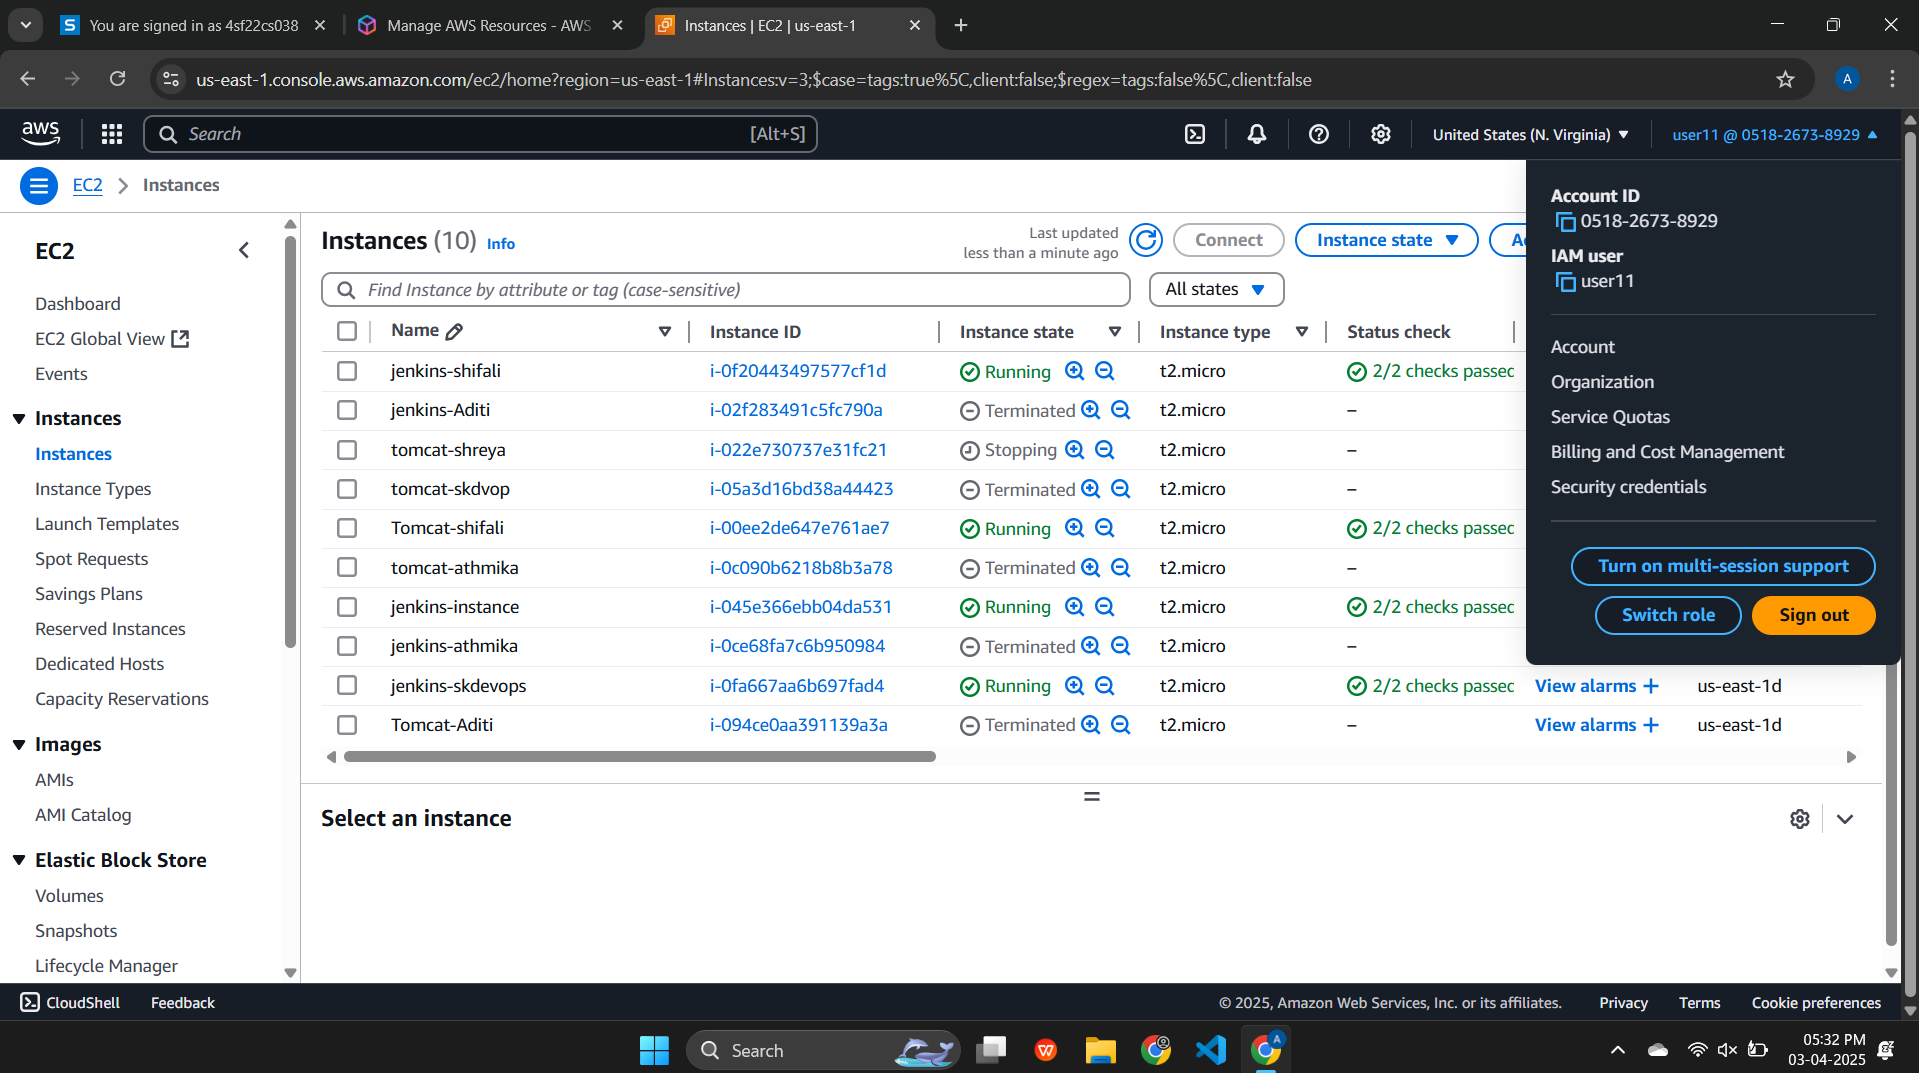 You are signed in as 4sf22cs038
Manage AWS Resources - AWS
Instances | EC2 | us-east-1
us-east-1.console.aws.amazon.com/ec2/home?region=us-east-1#Instances:v=3;$case=tags:true%5C,client:false;$regex=tags:false%5C,client:false
A
aws
Search
[Alt+S]
United States (N. Virginia)
user11 @ 0518-2673-8929
EC2
Instances
Account ID
0518-2673-8929
IAM user
user11
Account
Organization
Service Quotas
Billing and Cost Management
Security credentials
Turn on multi-session support
Switch role
Sign out
EC2
Dashboard
EC2 Global View
Events
Instances
Instances
Instance Types
Launch Templates
Spot Requests
Savings Plans
Reserved Instances
Dedicated Hosts
Capacity Reservations
Images
AMIs
AMI Catalog
Elastic Block Store
Volumes
Snapshots
Lifecycle Manager
Instances (10) Info
Last updated
less than a minute ago
Connect
Instance state
Ac
Find Instance by attribute or tag (case-sensitive)
All states
Name Instance ID Instance state Instance type Status check
jenkins-shifali i-0f20443497577cf1d Running t2.micro 2/2 checks passec
jenkins-Aditi i-02f283491c5fc790a Terminated t2.micro –
tomcat-shreya i-022e730737e31fc21 Stopping t2.micro –
tomcat-skdvop i-05a3d16bd38a44423 Terminated t2.micro –
Tomcat-shifali i-00ee2de647e761ae7 Running t2.micro 2/2 checks passec
tomcat-athmika i-0c090b6218b8b3a78 Terminated t2.micro –
jenkins-instance i-045e366ebb04da531 Running t2.micro 2/2 checks passec
jenkins-athmika i-0ce68fa7c6b950984 Terminated t2.micro –
jenkins-skdevops i-0fa667aa6b697fad4 Running t2.micro 2/2 checks passec View alarms + us-east-1d
Tomcat-Aditi i-094ce0aa391139a3a Terminated t2.micro – View alarms + us-east-1d
Select an instance
CloudShell
Feedback
© 2025, Amazon Web Services, Inc. or its affiliates.
Privacy
Terms
Cookie preferences
Search
A
05:32 PM
03-04-2025